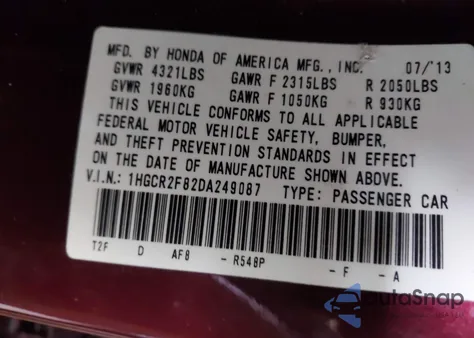 MFD. BY HONDA OF AMERICA MFG., INC. 07/'13
GVWR 4321LBS GAWR F 2315LBS R 2050LBS
GVWR 1960KG GAWR F 1050KG R 930KG
THIS VEHICLE CONFORMS TO ALL APPLICABLE
FEDERAL MOTOR VEHICLE SAFETY, BUMPER,
AND THEFT PREVENTION STANDARDS IN EFFECT
ON THE DATE OF MANUFACTURE SHOWN ABOVE.
V.I.N.: 1HGCR2F82DA249087 TYPE: PASSENGER CAR
T2F D AF8 -R548P -F -A
AutaSnap